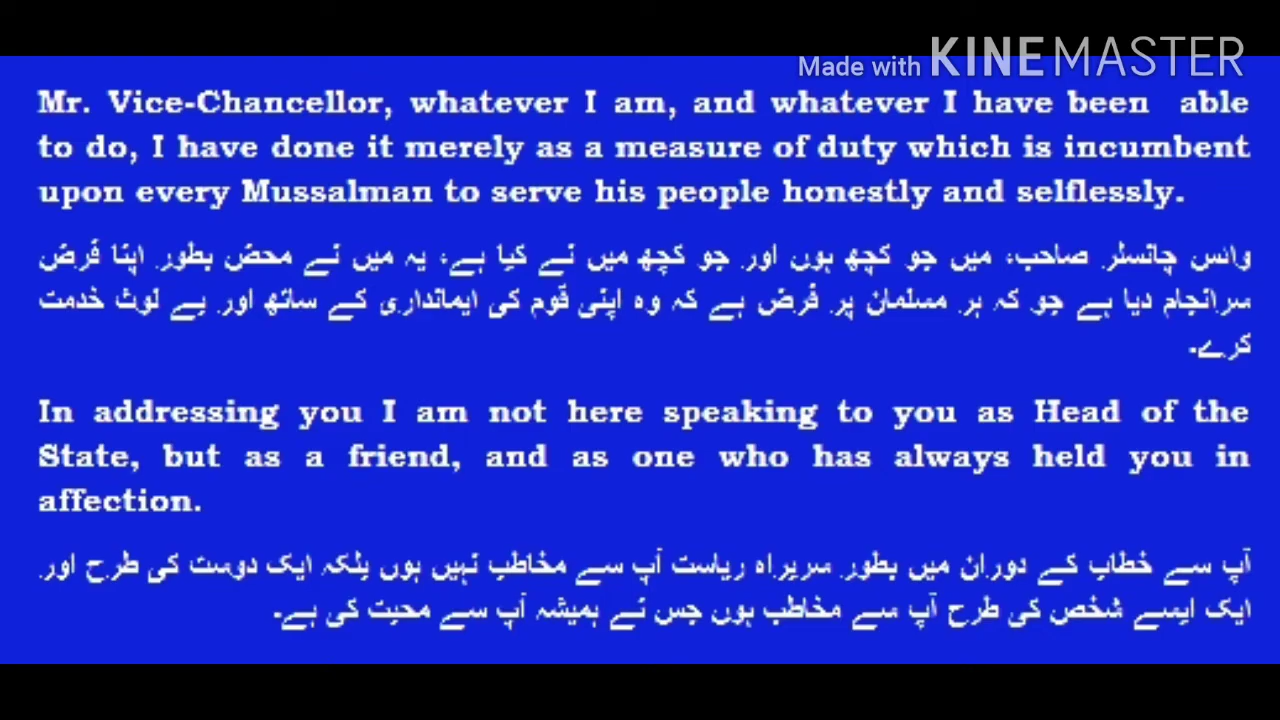 Made with KINEMASTER
Mr. Vice-Chancellor, whatever I am, and whatever I have been able
to do, I have done it merely as a measure of duty which is incumbent
upon every Mussalman to serve his people honestly and selflessly.
وائس چانسلر صاحب، میں جو کچھ ہوں اور جو کچھ میں نے کیا ہے، یہ میں نے محض بطور اپنا فرض
سرانجام دیا ہے جو کہ ہر مسلمان پر فرض ہے کہ وہ اپنی قوم کی ایمانداری کے ساتھ اور بے لوث خدمت
کرے۔
In addressing you I am not here speaking to you as Head of the
State, but as a friend, and as one who has always held you in
affection.
آپ سے خطاب کے دوران میں بطور سربراہ ریاست آپ سے مخاطب نہیں ہوں بلکہ ایک دوست کی طرح اور
ایک ایسے شخص کی طرح آپ سے مخاطب ہوں جس نے ہمیشہ آپ سے محبت کی ہے۔